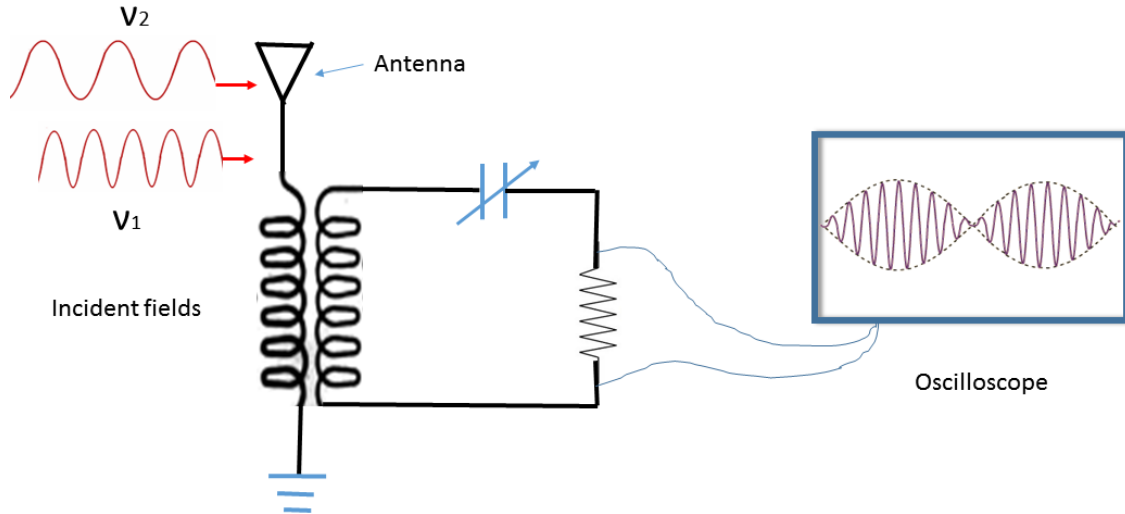 ν2
Antenna
ν1
Incident fields
Oscilloscope